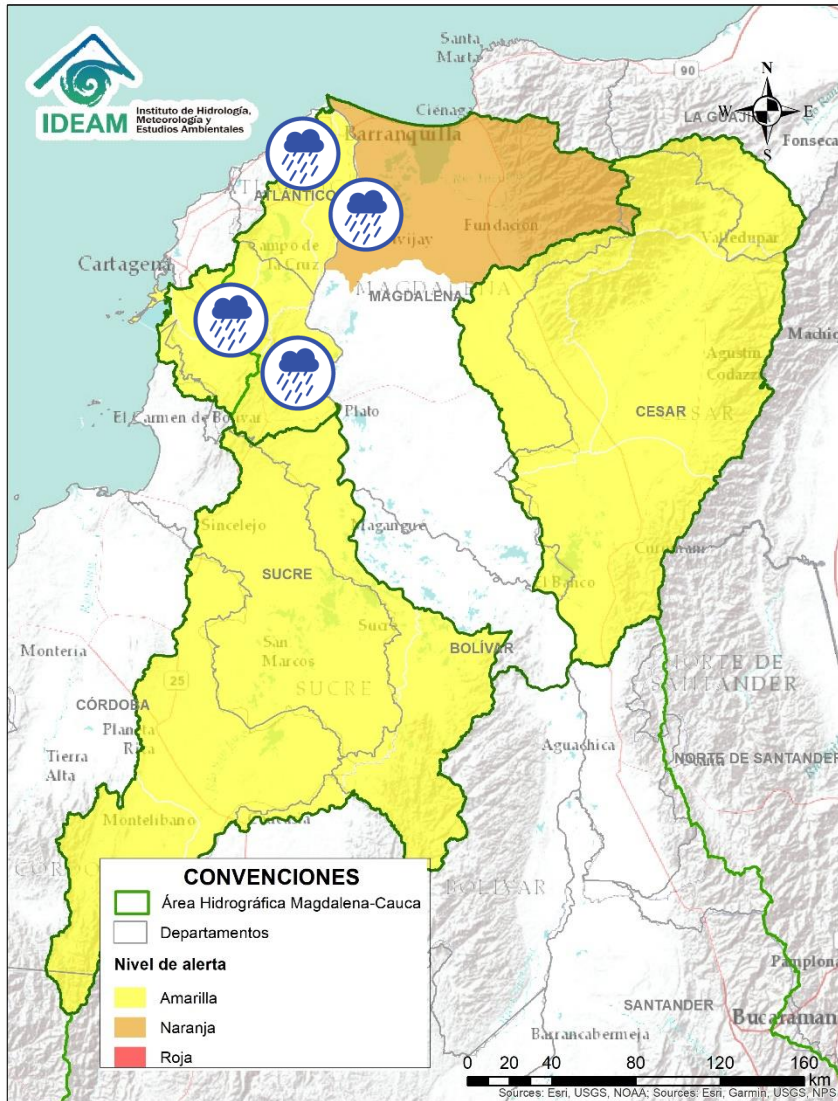 IDEAM
Instituto de Hidrología,
Meteorología y
Estudios Ambientales
Santa
Marta
90
N
E
S
LA GUAJIRA
Fonseca
Ciénaga
Barranquilla
ATLÁNTICO
Fundación
Valledupar
Campo de
la Cruz
Cartagena
MAGDALENA
MAGDALENA
Agustín
Codazzi
CESAR
El Carmen de Bolívar
Plato
Sincelejo
Magangue
SUCRE
El Banco
Sucre
San
Marcos
SUCRE
BOLÍVAR
Montería
25
NORTE DE
SANTANDER
CÓRDOBA
Planeta
Rica
Tierra
Alta
Aguachica
NORTE DE SANTANDER
Montelibano
BOLÍVAR
CONVENCIONES
Área Hidrográfica Magdalena-Cauca
Departamentos
Nivel de alerta
Amarilla
Naranja
Roja
Pamplona
SANTANDER
Bucaraman
Barrancabermeja
0 20 40 80 120 160
km
Sources: Esri, USGS, NOAA; Sources: Esri, Garmin, USGS, NPS